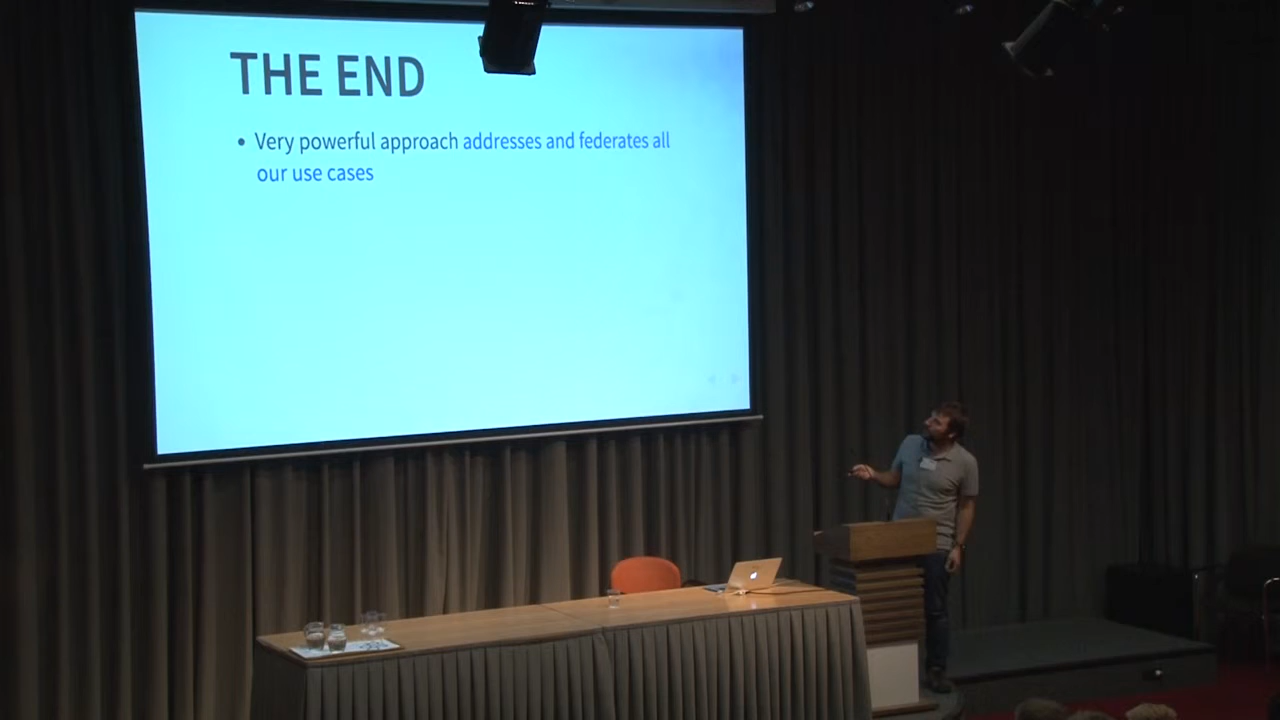 THE END
• Very powerful approach addresses and federates all
our use cases